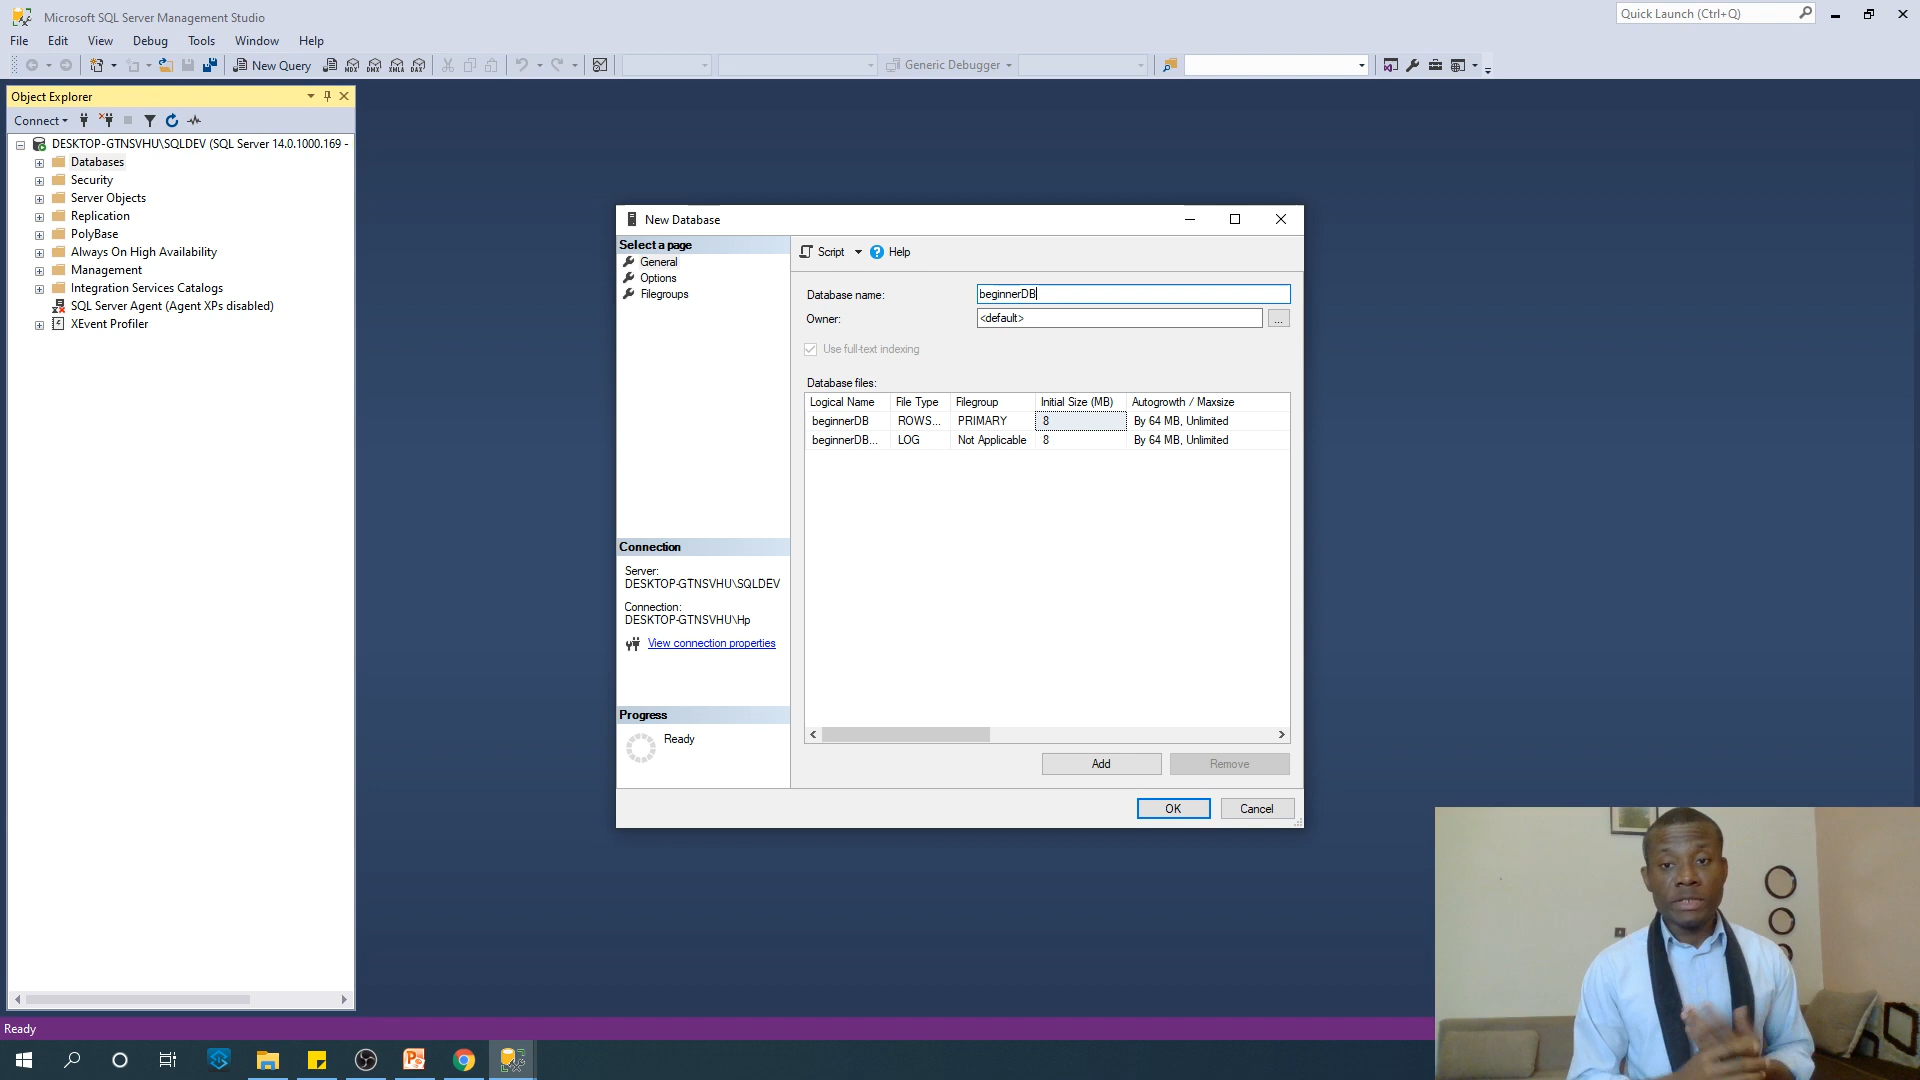 Microsoft SQL Server Management Studio
Quick Launch (Ctrl+Q)
File Edit View Debug Tools Window Help
New Query
MDX DMX XMLA DAX
Generic Debugger
Object Explorer
Connect
DESKTOP-GTNSVHU\SQLDEV (SQL Server 14.0.1000.169 -
Databases
Security
Server Objects
Replication
PolyBase
Always On High Availability
Management
Integration Services Catalogs
SQL Server Agent (Agent XPs disabled)
XEvent Profiler
New Database
Select a page
General
Options
Filegroups
Script Help
Database name: beginnerDB
Owner: <default> ...
Use full-text indexing
Database files:
Logical Name File Type Filegroup Initial Size (MB) Autogrowth / Maxsize
beginnerDB ROWS... PRIMARY 8 By 64 MB, Unlimited
beginnerDB... LOG Not Applicable 8 By 64 MB, Unlimited
Connection
Server:
DESKTOP-GTNSVHU\SQLDEV
Connection:
DESKTOP-GTNSVHU\Hp
View connection properties
Progress
Ready
Add Remove
OK Cancel
Ready